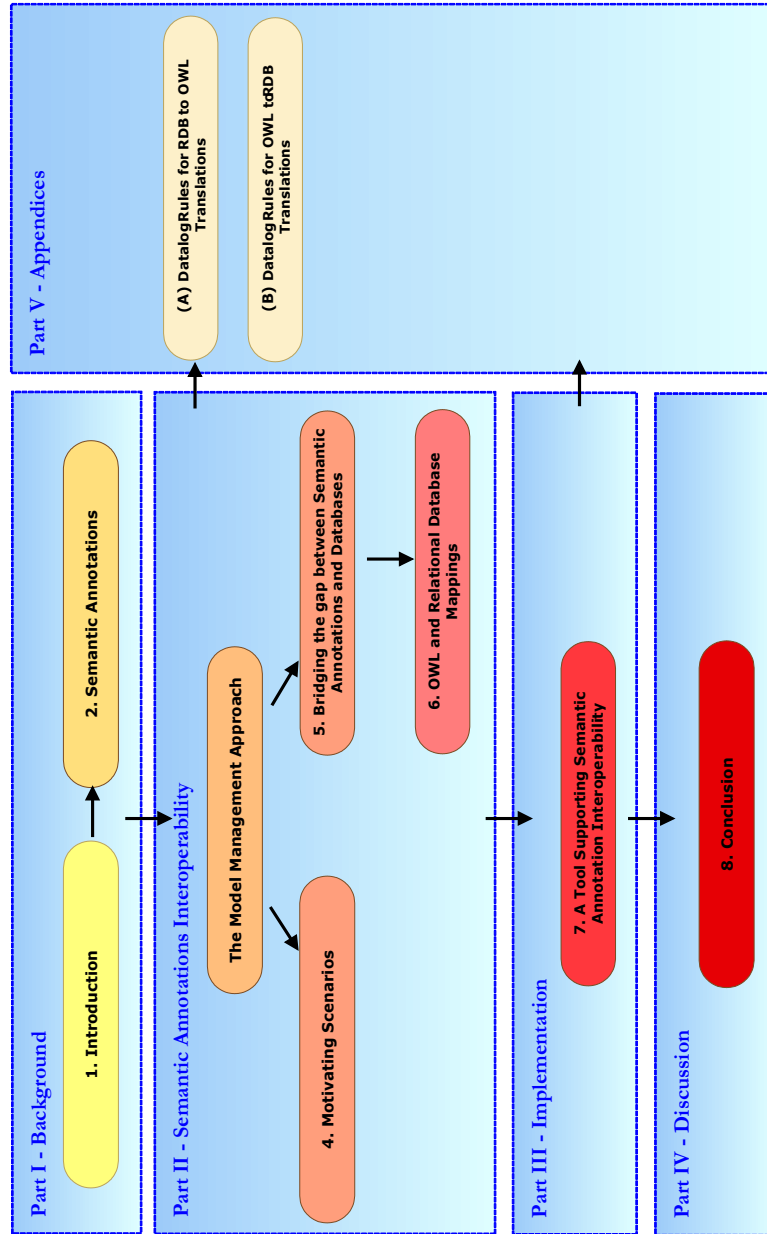 Part I - Background
1. Introduction
2. Semantic Annotations
Part II - Semantic Annotations Interoperability
The Model Management Approach
4. Motivating Scenarios
5. Bridging the gap between Semantic
Annotations and Databases
6. OWL and Relational Database
Mappings
Part III - Implementation
7. A Tool Supporting Semantic
Annotation Interoperability
Part IV - Discussion
8. Conclusion
Part V - Appendices
(A) DatalogRules for RDB to OWL
Translations
(B) DatalogRules for OWL toRDB
Translations